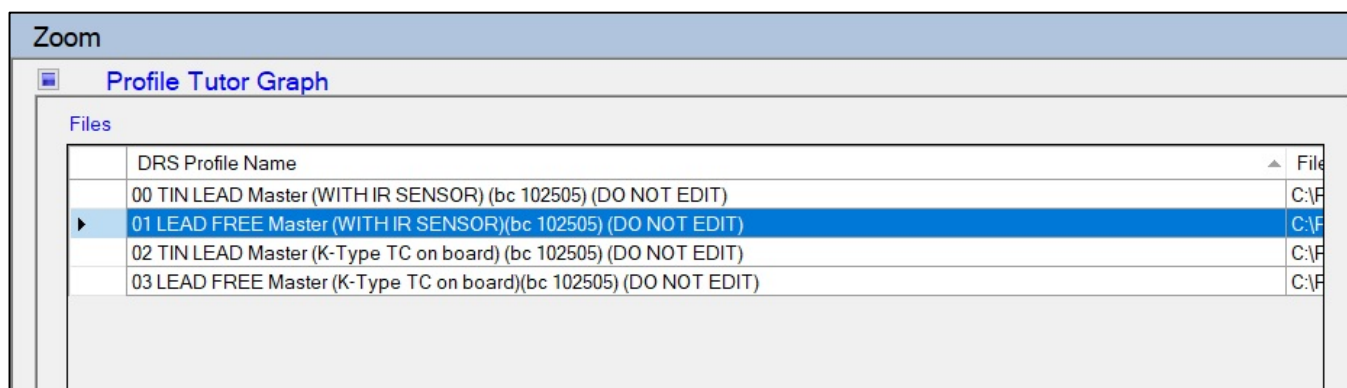 Zoom
Profile Tutor Graph
Files
DRS Profile Name File
00 TIN LEAD Master (WITH IR SENSOR) (bc 102505) (DO NOT EDIT) C:\F
01 LEAD FREE Master (WITH IR SENSOR)(bc 102505) (DO NOT EDIT) C:\F
02 TIN LEAD Master (K-Type TC on board) (bc 102505) (DO NOT EDIT) C:\F
03 LEAD FREE Master (K-Type TC on board)(bc 102505) (DO NOT EDIT) C:\F